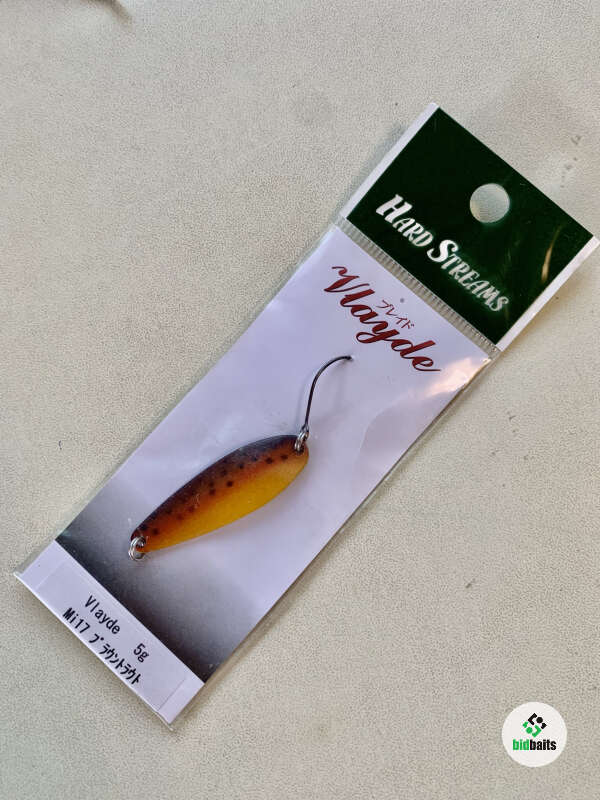 HARD STREAMS
ブレイド
Vlayde
Vlayde 5g
Mi17 ブラウントラウト
bidbaits